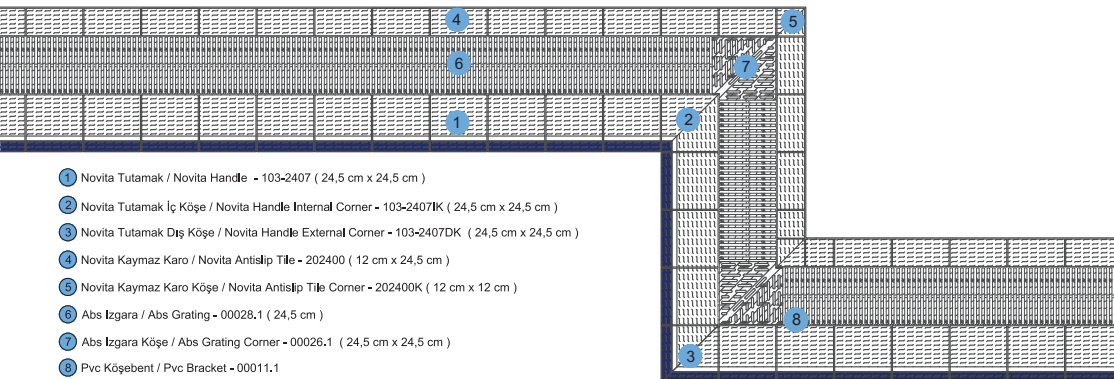 4
5
6
7
1
2
8
3
1 Novita Tutamak / Novita Handle - 103-2407 ( 24,5 cm x 24,5 cm )
2 Novita Tutamak İç Köşe / Novita Handle Internal Corner - 103-2407İK ( 24,5 cm x 24,5 cm )
3 Novita Tutamak Dış Köşe / Novita Handle External Corner - 103-2407DK ( 24,5 cm x 24,5 cm )
4 Novita Kaymaz Karo / Novita Antislip Tile - 202400 ( 12 cm x 24,5 cm )
5 Novita Kaymaz Karo Köşe / Novita Antislip Tile Corner - 202400K ( 12 cm x 12 cm )
6 Abs Izgara / Abs Grating - 00028.1 ( 24,5 cm )
7 Abs Izgara Köşe / Abs Grating Corner - 00026.1 ( 24,5 cm x 24,5 cm )
8 Pvc Köşebent / Pvc Bracket - 00011.1